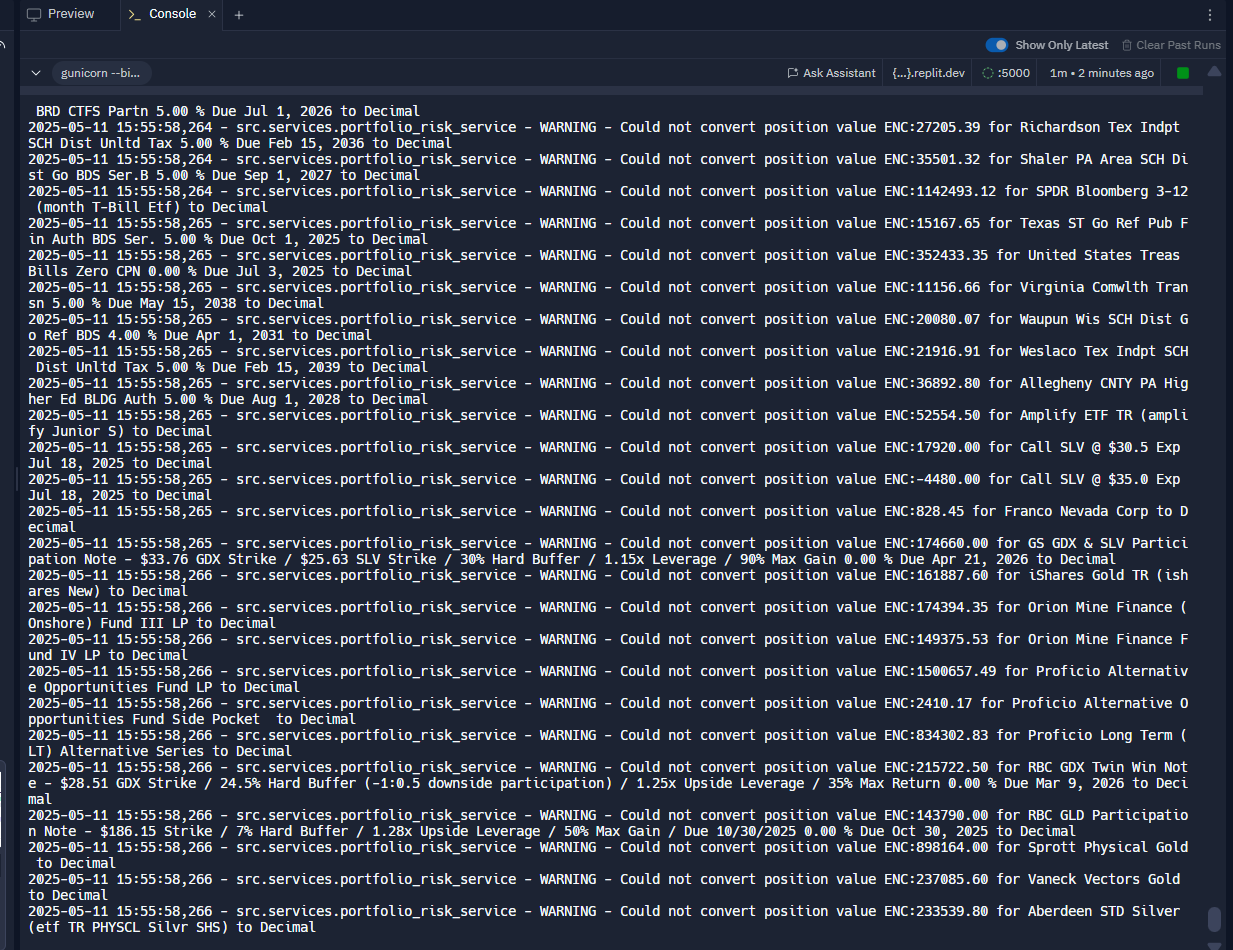 Preview
Console
Show Only Latest
Clear Past Runs
gunicorn --bi...
Ask Assistant
{...}.replit.dev
:5000
1m • 2 minutes ago
BRD CTFS Partn 5.00 % Due Jul 1, 2026 to Decimal
2025-05-11 15:55:58,264 - src.services.portfolio_risk_service - WARNING - Could not convert position value ENC:27205.39 for Richardson Tex Indpt
SCH Dist Unltd Tax 5.00 % Due Feb 15, 2036 to Decimal
2025-05-11 15:55:58,264 - src.services.portfolio_risk_service - WARNING - Could not convert position value ENC:35501.32 for Shaler PA Area SCH Di
st Go BDS Ser.B 5.00 % Due Sep 1, 2027 to Decimal
2025-05-11 15:55:58,264 - src.services.portfolio_risk_service - WARNING - Could not convert position value ENC:1142493.12 for SPDR Bloomberg 3-12
(month T-Bill Etf) to Decimal
2025-05-11 15:55:58,265 - src.services.portfolio_risk_service - WARNING - Could not convert position value ENC:15167.65 for Texas ST Go Ref Pub F
in Auth BDS Ser. 5.00 % Due Oct 1, 2025 to Decimal
2025-05-11 15:55:58,265 - src.services.portfolio_risk_service - WARNING - Could not convert position value ENC:352433.35 for United States Treas
Bills Zero CPN 0.00 % Due Jul 3, 2025 to Decimal
2025-05-11 15:55:58,265 - src.services.portfolio_risk_service - WARNING - Could not convert position value ENC:11156.66 for Virginia Comwlth Tran
sn 5.00 % Due May 15, 2038 to Decimal
2025-05-11 15:55:58,265 - src.services.portfolio_risk_service - WARNING - Could not convert position value ENC:20080.07 for Waupun Wis SCH Dist G
o Ref BDS 4.00 % Due Apr 1, 2031 to Decimal
2025-05-11 15:55:58,265 - src.services.portfolio_risk_service - WARNING - Could not convert position value ENC:21916.91 for Weslaco Tex Indpt SCH
Dist Unltd Tax 5.00 % Due Feb 15, 2039 to Decimal
2025-05-11 15:55:58,265 - src.services.portfolio_risk_service - WARNING - Could not convert position value ENC:36892.80 for Allegheny CNTY PA Hig
her Ed BLDG Auth 5.00 % Due Aug 1, 2028 to Decimal
2025-05-11 15:55:58,265 - src.services.portfolio_risk_service - WARNING - Could not convert position value ENC:52554.50 for Amplify ETF TR (ampli
fy Junior S) to Decimal
2025-05-11 15:55:58,265 - src.services.portfolio_risk_service - WARNING - Could not convert position value ENC:17920.00 for Call SLV @ $30.5 Exp
Jul 18, 2025 to Decimal
2025-05-11 15:55:58,265 - src.services.portfolio_risk_service - WARNING - Could not convert position value ENC:-4480.00 for Call SLV @ $35.0 Exp
Jul 18, 2025 to Decimal
2025-05-11 15:55:58,265 - src.services.portfolio_risk_service - WARNING - Could not convert position value ENC:828.45 for Franco Nevada Corp to D
ecimal
2025-05-11 15:55:58,265 - src.services.portfolio_risk_service - WARNING - Could not convert position value ENC:174660.00 for GS GDX & SLV Partici
pation Note - $33.76 GDX Strike / $25.63 SLV Strike / 30% Hard Buffer / 1.15x Leverage / 90% Max Gain 0.00 % Due Apr 21, 2026 to Decimal
2025-05-11 15:55:58,266 - src.services.portfolio_risk_service - WARNING - Could not convert position value ENC:161887.60 for iShares Gold TR (ish
ares New) to Decimal
2025-05-11 15:55:58,266 - src.services.portfolio_risk_service - WARNING - Could not convert position value ENC:174394.35 for Orion Mine Finance (
Onshore) Fund III LP to Decimal
2025-05-11 15:55:58,266 - src.services.portfolio_risk_service - WARNING - Could not convert position value ENC:149375.53 for Orion Mine Finance F
und IV LP to Decimal
2025-05-11 15:55:58,266 - src.services.portfolio_risk_service - WARNING - Could not convert position value ENC:1500657.49 for Proficio Alternativ
e Opportunities Fund LP to Decimal
2025-05-11 15:55:58,266 - src.services.portfolio_risk_service - WARNING - Could not convert position value ENC:2410.17 for Proficio Alternative O
pportunities Fund Side Pocket  to Decimal
2025-05-11 15:55:58,266 - src.services.portfolio_risk_service - WARNING - Could not convert position value ENC:834302.83 for Proficio Long Term (
LT) Alternative Series to Decimal
2025-05-11 15:55:58,266 - src.services.portfolio_risk_service - WARNING - Could not convert position value ENC:215722.50 for RBC GDX Twin Win Not
e - $28.51 GDX Strike / 24.5% Hard Buffer (-1:0.5 downside participation) / 1.25x Upside Leverage / 35% Max Return 0.00 % Due Mar 9, 2026 to Deci
mal
2025-05-11 15:55:58,266 - src.services.portfolio_risk_service - WARNING - Could not convert position value ENC:143790.00 for RBC GLD Participatio
n Note - $186.15 Strike / 7% Hard Buffer / 1.28x Upside Leverage / 50% Max Gain / Due 10/30/2025 0.00 % Due Oct 30, 2025 to Decimal
2025-05-11 15:55:58,266 - src.services.portfolio_risk_service - WARNING - Could not convert position value ENC:898164.00 for Sprott Physical Gold
to Decimal
2025-05-11 15:55:58,266 - src.services.portfolio_risk_service - WARNING - Could not convert position value ENC:237085.60 for Vaneck Vectors Gold
to Decimal
2025-05-11 15:55:58,266 - src.services.portfolio_risk_service - WARNING - Could not convert position value ENC:233539.80 for Aberdeen STD Silver
(etf TR PHYSCL Silvr SHS) to Decimal